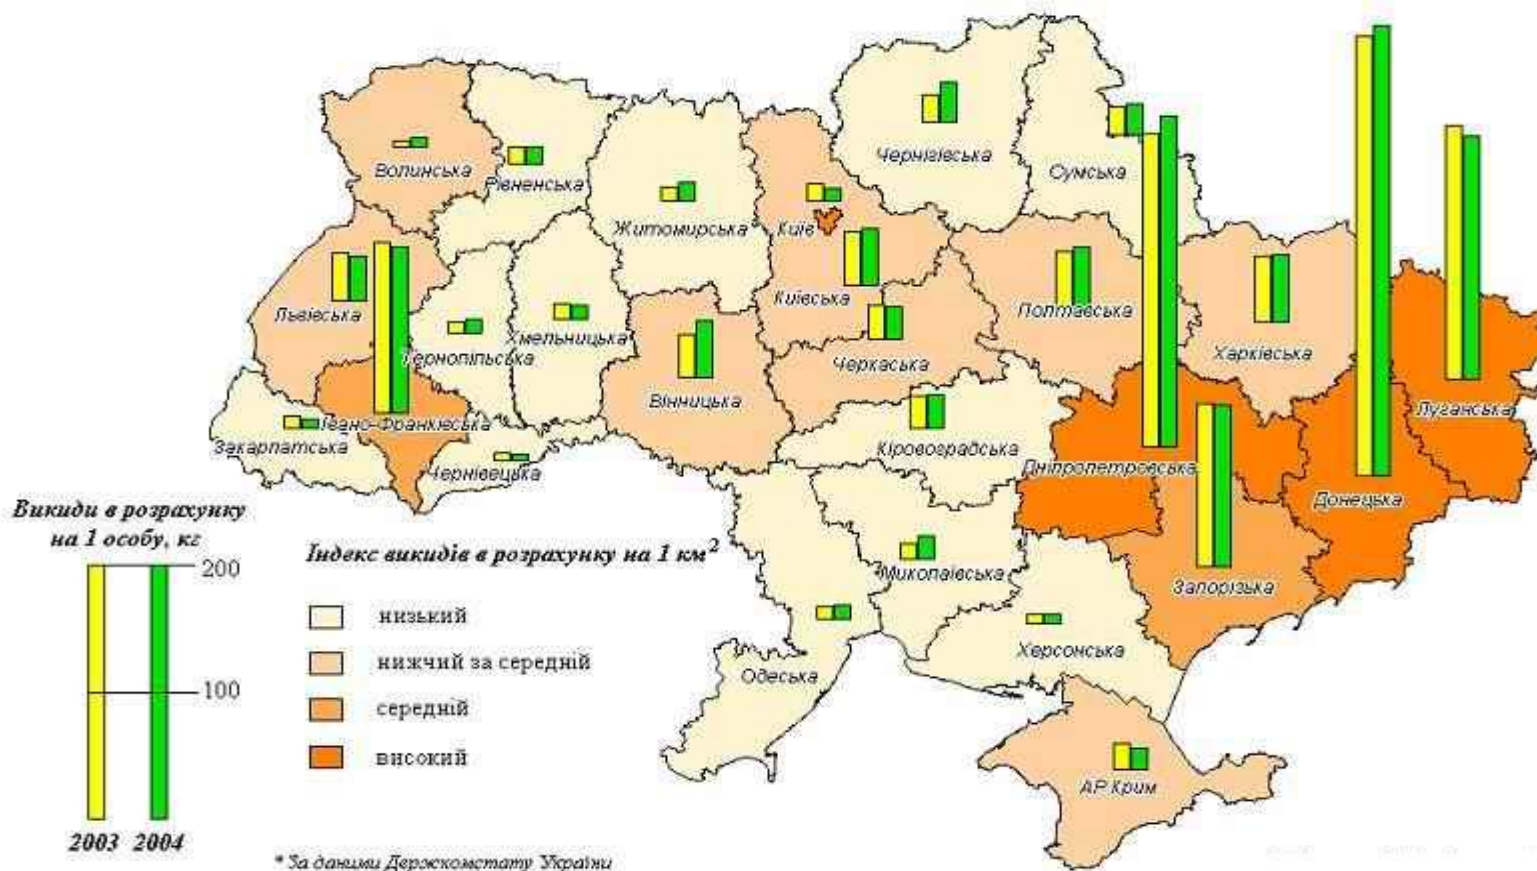 Волинська
Рівненська
Житомирська*
Київ
Чернігівська
Сумська
Львівська
Тернопільська
Хмельницька
Київська
Полтавська
Харківська
Луганська
Вінницька
Черкаська
Закарпатська
Івано-Франківська
Чернівецька
Кіровоградська
Дніпропетровська
Донецька
Миколаївська
Запорізька
Одеська
Херсонська
АР Крим
Викиди в розрахунку
на 1 особу, кг
200
100
2003 2004
Індекс викидів в розрахунку на 1 км²
низький
нижчий за середній
середній
високий
* За даними Держкомстату України